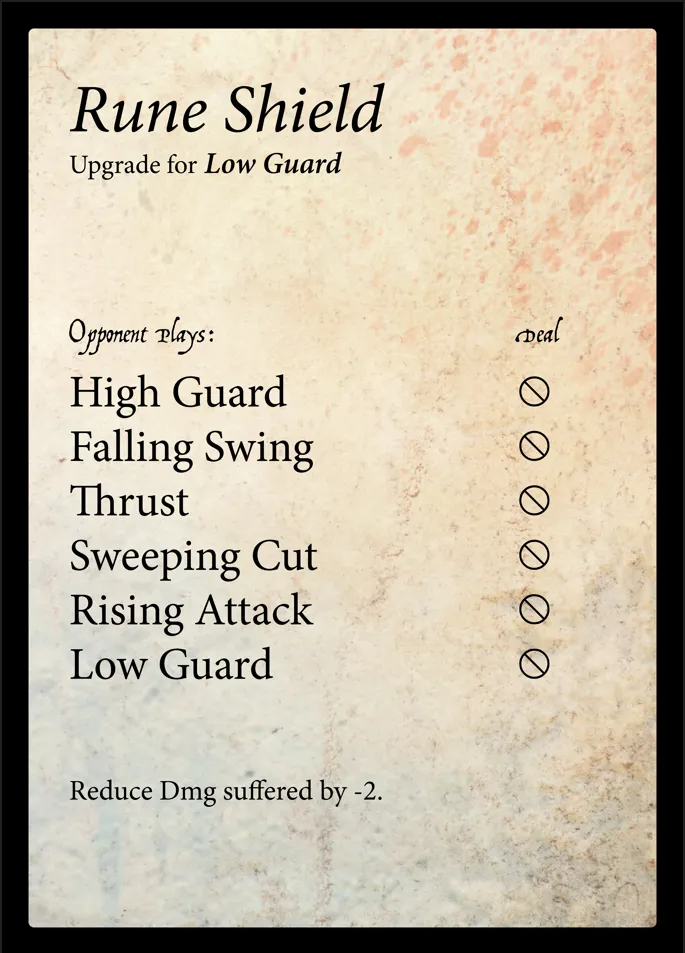 Rune Shield
Upgrade for Low Guard
Opponent Plays: Deal
High Guard
Falling Swing
Thrust
Sweeping Cut
Rising Attack
Low Guard
Reduce Dmg suffered by -2.